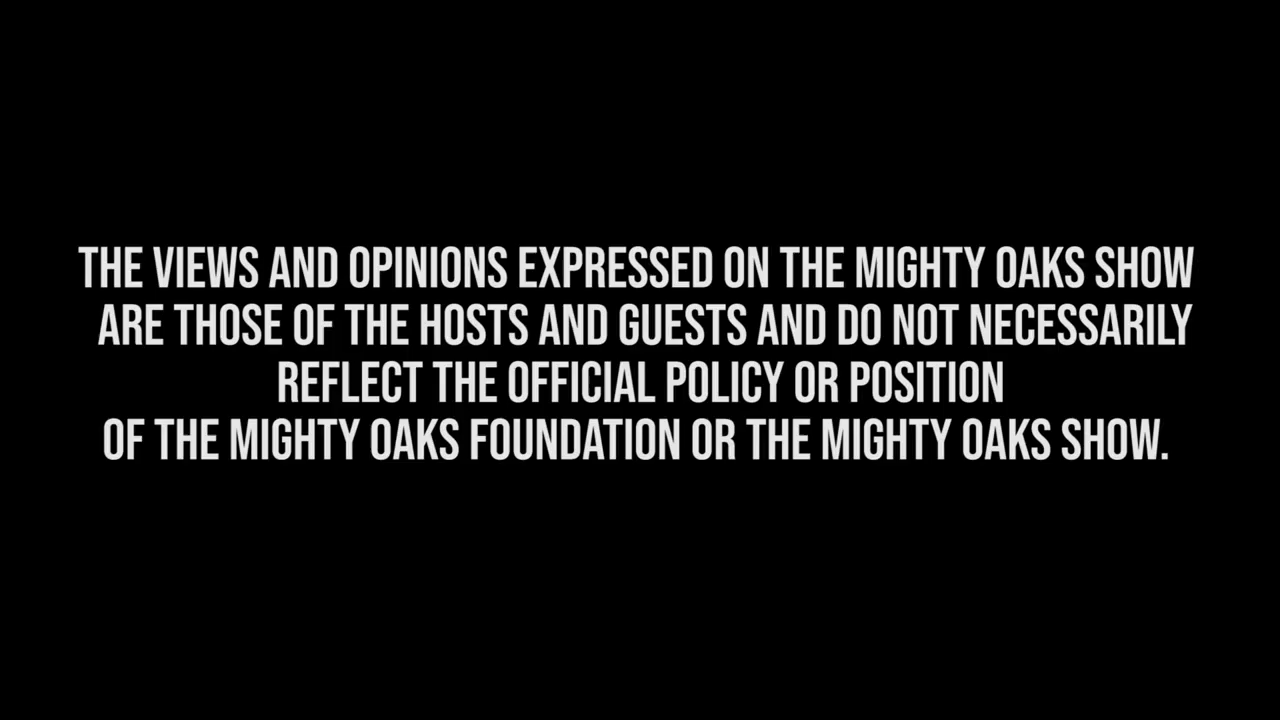 THE VIEWS AND OPINIONS EXPRESSED ON THE MIGHTY OAKS SHOW
ARE THOSE OF THE HOSTS AND GUESTS AND DO NOT NECESSARILY
REFLECT THE OFFICIAL POLICY OR POSITION
OF THE MIGHTY OAKS FOUNDATION OR THE MIGHTY OAKS SHOW.